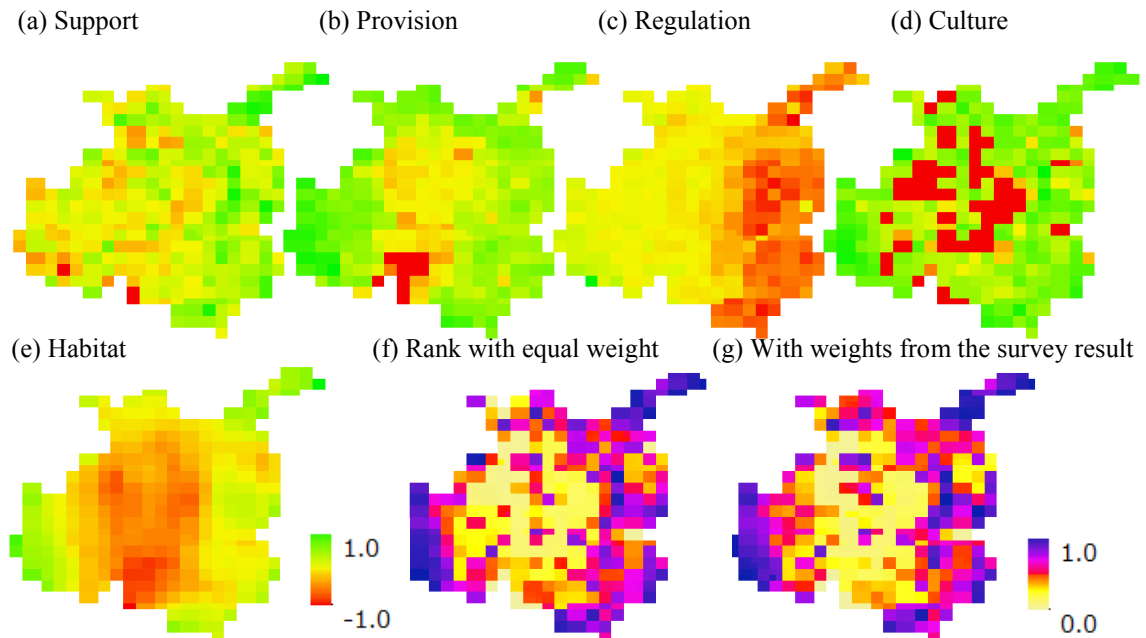 (a) Support (b) Provision (c) Regulation (d) Culture
(e) Habitat (f) Rank with equal weight (g) With weights from the survey result
1.0
-1.0
1.0
0.0